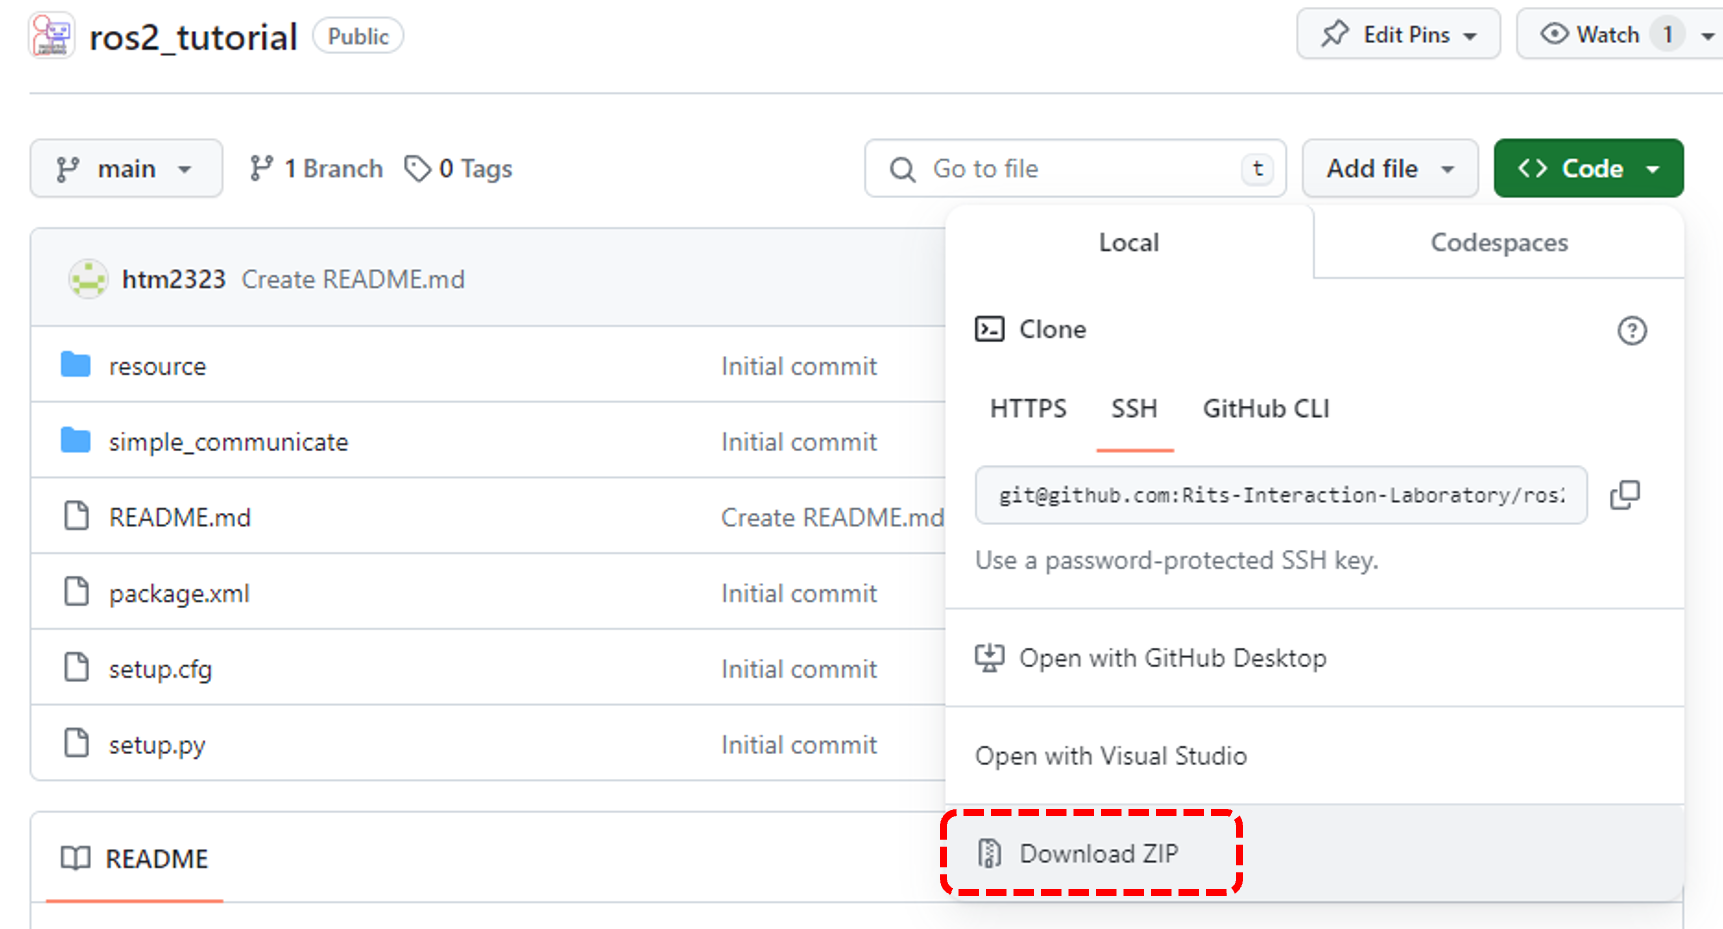 ros2_tutorial Public Edit Pins Watch 1
main 1 Branch 0 Tags Go to file t Add file Code
Local Codespaces
htm2323 Create README.md
Clone
resource Initial commit
HTTPS SSH GitHub CLI
simple_communicate Initial commit
git@github.com:Rits-Interaction-Laboratory/ros2
README.md Create README.md
Use a password-protected SSH key.
package.xml Initial commit
Open with GitHub Desktop
setup.cfg Initial commit
setup.py Initial commit
Open with Visual Studio
Download ZIP
README